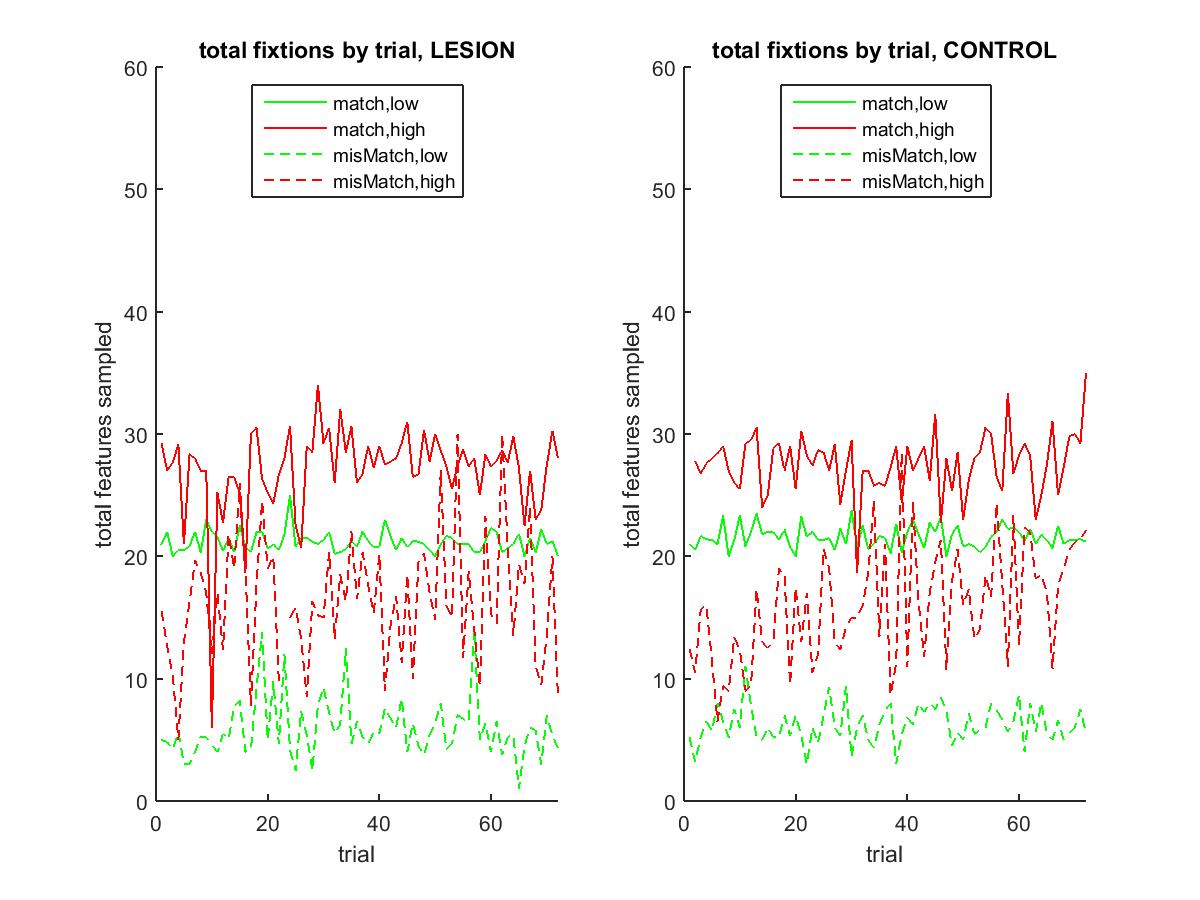 total fixtions by trial, LESION
60
50
40
30
20
10
0
0 20 40 60
total features sampled
trial
match,low
match,high
misMatch,low
misMatch,high
total fixtions by trial, CONTROL
60
50
40
30
20
10
0
0 20 40 60
total features sampled
trial
match,low
match,high
misMatch,low
misMatch,high